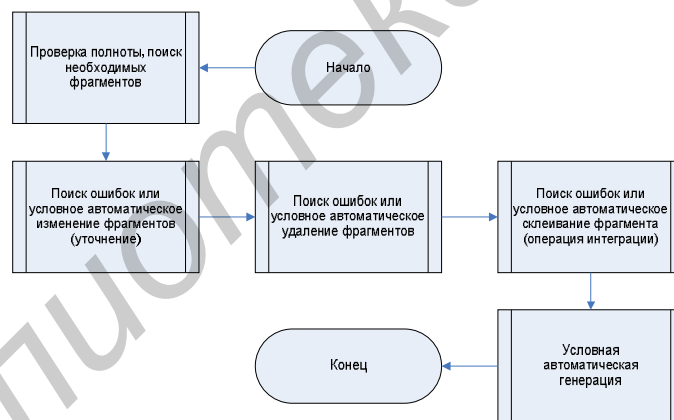 Начало
Проверка полноты, поиск
необходимых
фрагментов
Поиск ошибок или
условное автоматическое
изменение фрагментов
(уточнение)
Поиск ошибок или
условное автоматическое
удаление фрагментов
Поиск ошибок или
условное автоматическое
склеивание фрагмента
(операция интеграции)
Условная
автоматическая
генерация
Конец